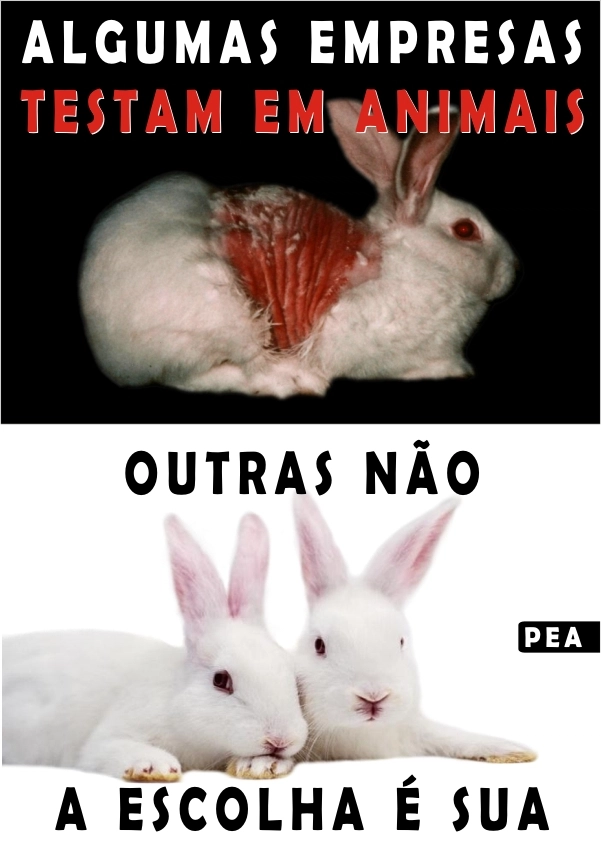 ALGUMAS EMPRESAS
TESTAM EM ANIMAIS
OUTRAS NÃO
PEA
A ESCOLHA É SUA